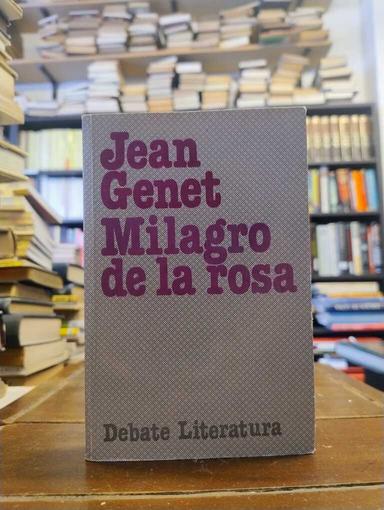 Jean
Genet
Milagro
de la rosa
Debate Literatura